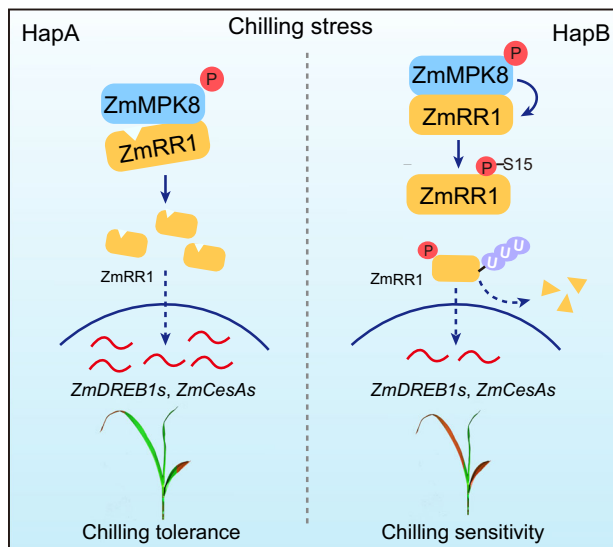 Chilling stress
HapA
P
ZmMPK8
ZmRR1
ZmRR1
ZmDREB1s, ZmCesAs
Chilling tolerance
HapB
P
ZmMPK8
ZmRR1
P S15
ZmRR1
P
U U U
ZmRR1
ZmDREB1s, ZmCesAs
Chilling sensitivity